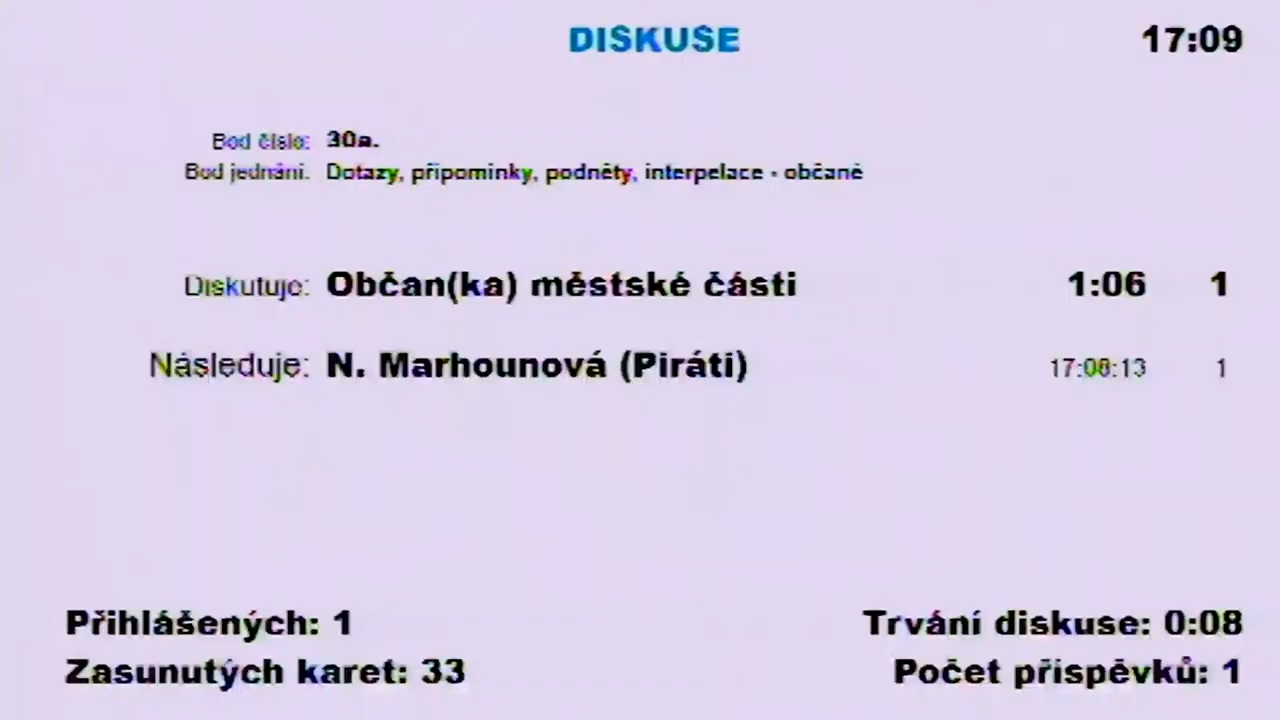 DISKUSE 17:09
Bod číslo: 30a.
Bod jednání: Dotazy, připomínky, podněty, interpelace - občané
Diskutuje: Občan(ka) městské části 1:06 1
Následuje: N. Marhounová (Piráti) 17:08:13 1
Přihlášených: 1 Trvání diskuse: 0:08
Zasunutých karet: 33 Počet příspěvků: 1